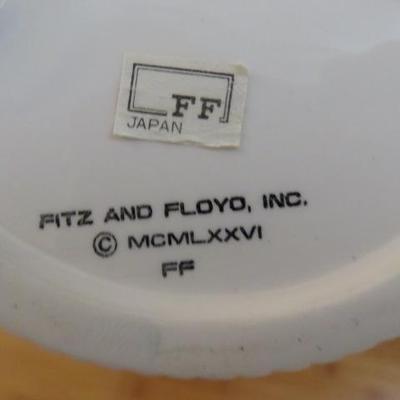 FF
JAPAN
FITZ AND FLOYD, INC.
© MCMLXXVI
FF